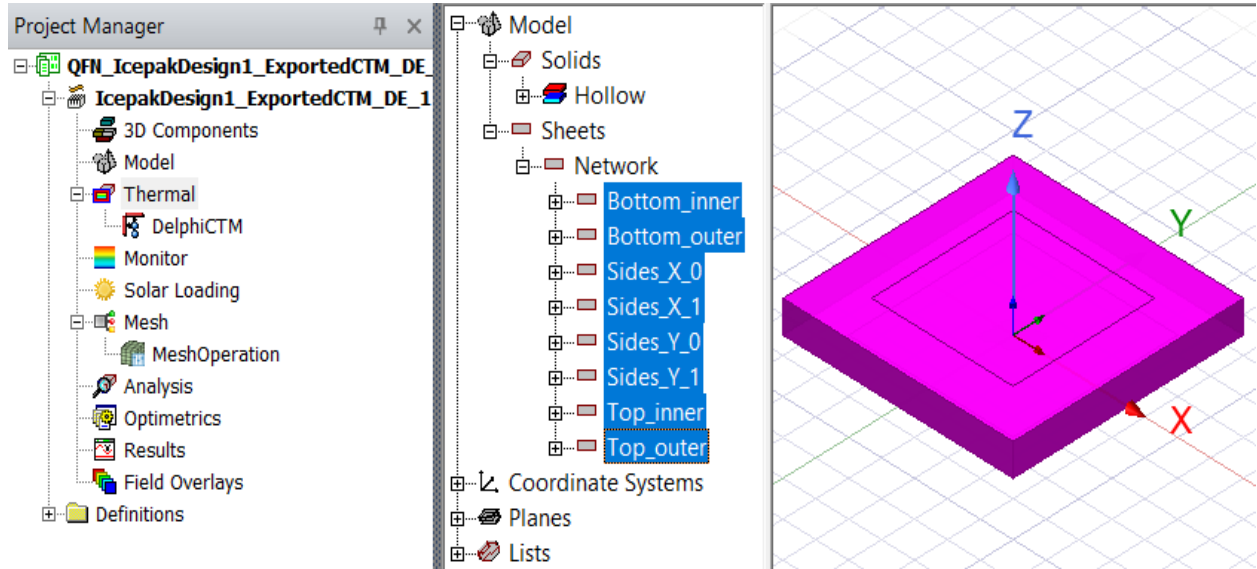 Project Manager
QFN_IcepakDesign1_ExportedCTM_DE_
IcepakDesign1_ExportedCTM_DE_1
3D Components
Model
Thermal
DelphiCTM
Monitor
Solar Loading
Mesh
MeshOperation
Analysis
Optimetrics
Results
Field Overlays
Definitions
Model
Solids
Hollow
Sheets
Network
Bottom_inner
Bottom_outer
Sides_X_0
Sides_X_1
Sides_Y_0
Sides_Y_1
Top_inner
Top_outer
Coordinate Systems
Planes
Lists
Z
Y
X